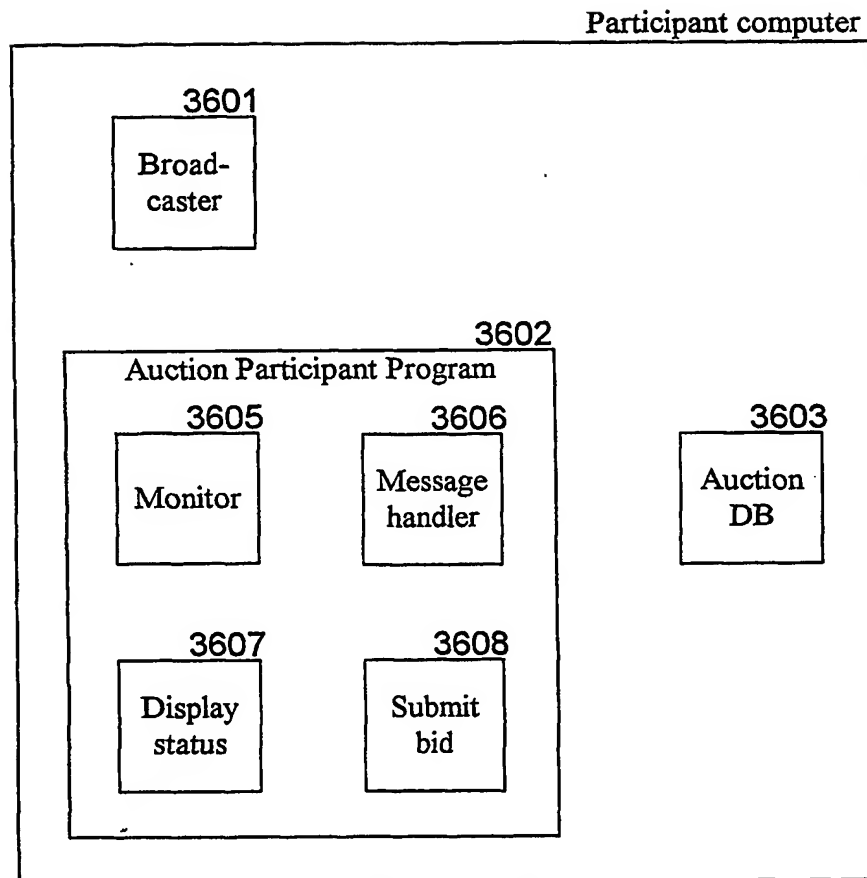 Participant computer
3601
Broad-
caster
3602
Auction Participant Program
3605
Monitor
3606
Message
handler
3603
Auction
DB
3607
Display
status
3608
Submit
bid